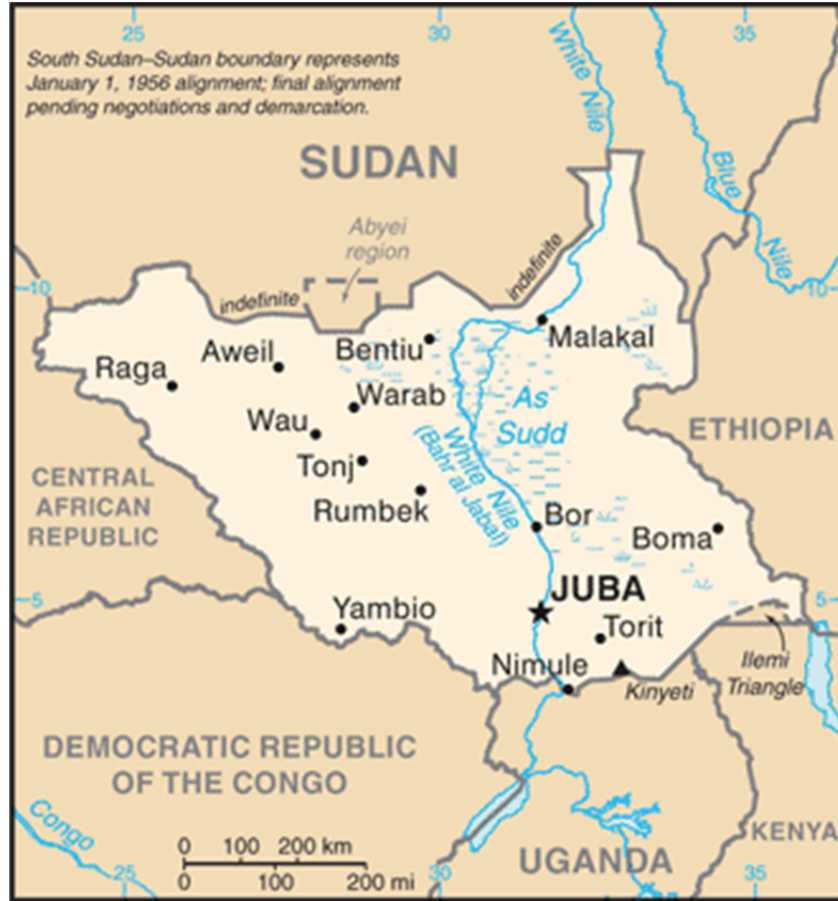 25
30
35
South Sudan–Sudan boundary represents
January 1, 1956 alignment; final alignment
pending negotiations and demarcation.
White Nile
SUDAN
Blue
Nile
Abyei
region
indefinite
indefinite
10
10
Malakal
Bentiu
Aweil
Raga
Warab
As
Sudd
Wau
ETHIOPIA
White Nile
(Bahr al Jabal)
Tonj
CENTRAL
AFRICAN
REPUBLIC
Rumbek
Bor
Boma
JUBA
5
5
Yambio
Torit
Nimule
Kinyeti
Ilemi
Triangle
DEMOCRATIC REPUBLIC
OF THE CONGO
Congo
KENYA
UGANDA
0 100 200 km
0 100 200 mi
25
30
35